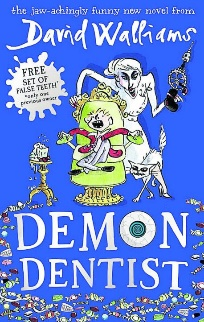 the jaw-achingly funny new novel from
David Walliams
FREE
SET OF
FALSE TEETH*
*only one
previous owner
DEMON
DENTIST